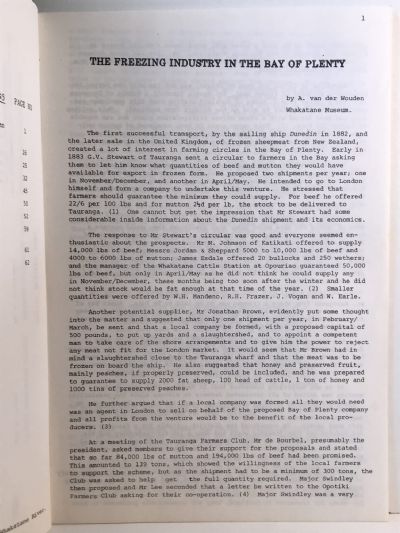 1
THE FREEZING INDUSTRY IN THE BAY OF PLENTY
by A. van der Wouden
Whakatane Museum.
The first successful transport, by the sailing ship Dunedin in 1882, and
the later sale in the United Kingdom, of frozen sheepmeat from New Zealand,
created a lot of interest in farming circles in the Bay of Plenty. Early in
1883 G.V. Stewart of Tauranga sent a circular to farmers in the Bay asking
them to let him know what quantities of beef and mutton they would have
available for export in frozen form. He proposed two shipments per year; one
in November/December, and another in April/May. He intended to go to London
himself and form a company to undertake this venture. He stressed that
farmers should guarantee the minimum they could supply. For beef he offered
22/6 per 100 lbs and for mutton 2½d per lb, the stock to be delivered to
Tauranga. (1) One cannot but get the impression that Mr Stewart had some
considerable inside information about the Dunedin shipment and its economics.
The response to Mr Stewart's circular was good and everyone seemed en-
thusiastic about the prospects. Mr M. Johnson of Katikati offered to supply
14,000 lbs of beef; Messrs Jordan & Sheppard 5000 to 10,000 lbs of beef and
4000 to 6000 lbs of mutton; James Esdale offered 20 bullocks and 250 wethers;
and the manager of the Whakatane Cattle Station at Opouriao guaranteed 50,000
lbs of beef, but only in April/May as he did not think he could supply any
in November/December, these months being too soon after the winter and he did
not think stock would be fat enough at that time of the year. (2) Smaller
quantities were offered by W.H. Mandeno, R.H. Frazer, J. Vogan and W. Earle.
Another potential supplier, Mr Jonathan Brown, evidently put some thought
into the matter and suggested that only one shipment per year, in February/
March, be sent and that a local company be formed, with a proposed capital of
500 pounds, to put up yards and a slaughtershed, and to appoint a competent
man to take care of the shore arrangements and to give him the power to reject
any meat not fit for the London market. It would seem that Mr Brown had in
mind a slaughtershed close to the Tauranga wharf and that the meat was to be
frozen on board the ship. He also suggested that honey and preserved fruit,
mainly peaches, if properly preserved, could be included, and he was prepared
to guarantee to supply 2000 fat sheep, 100 head of cattle, 1 ton of honey and
1000 tins of preserved peaches.
He further argued that if a local company was formed all they would need
was an agent in London to sell on behalf of the proposed Bay of Plenty company
and all profits from the venture would be to the benefit of the local pro-
ducers. (3)
At a meeting of the Tauranga Farmers Club, Mr de Bourbel, presumably the
president, asked members to give their support for the proposals and stated
that so far 84,000 lbs of mutton and 194,000 lbs of beef had been promised.
This amounted to 139 tons, which showed the willingness of the local farmers
to support the scheme, but as the shipment had to be a minimum of 300 tons, the
Club was asked to help get the full quantity required. Major Swindley
then proposed and Mr Lee seconded that a letter be written to the Opotiki
Farmers Club asking for their co-operation. (4) Major Swindley was a very
PAGE NO
1
26
25
32
45
50
51
59
61
62